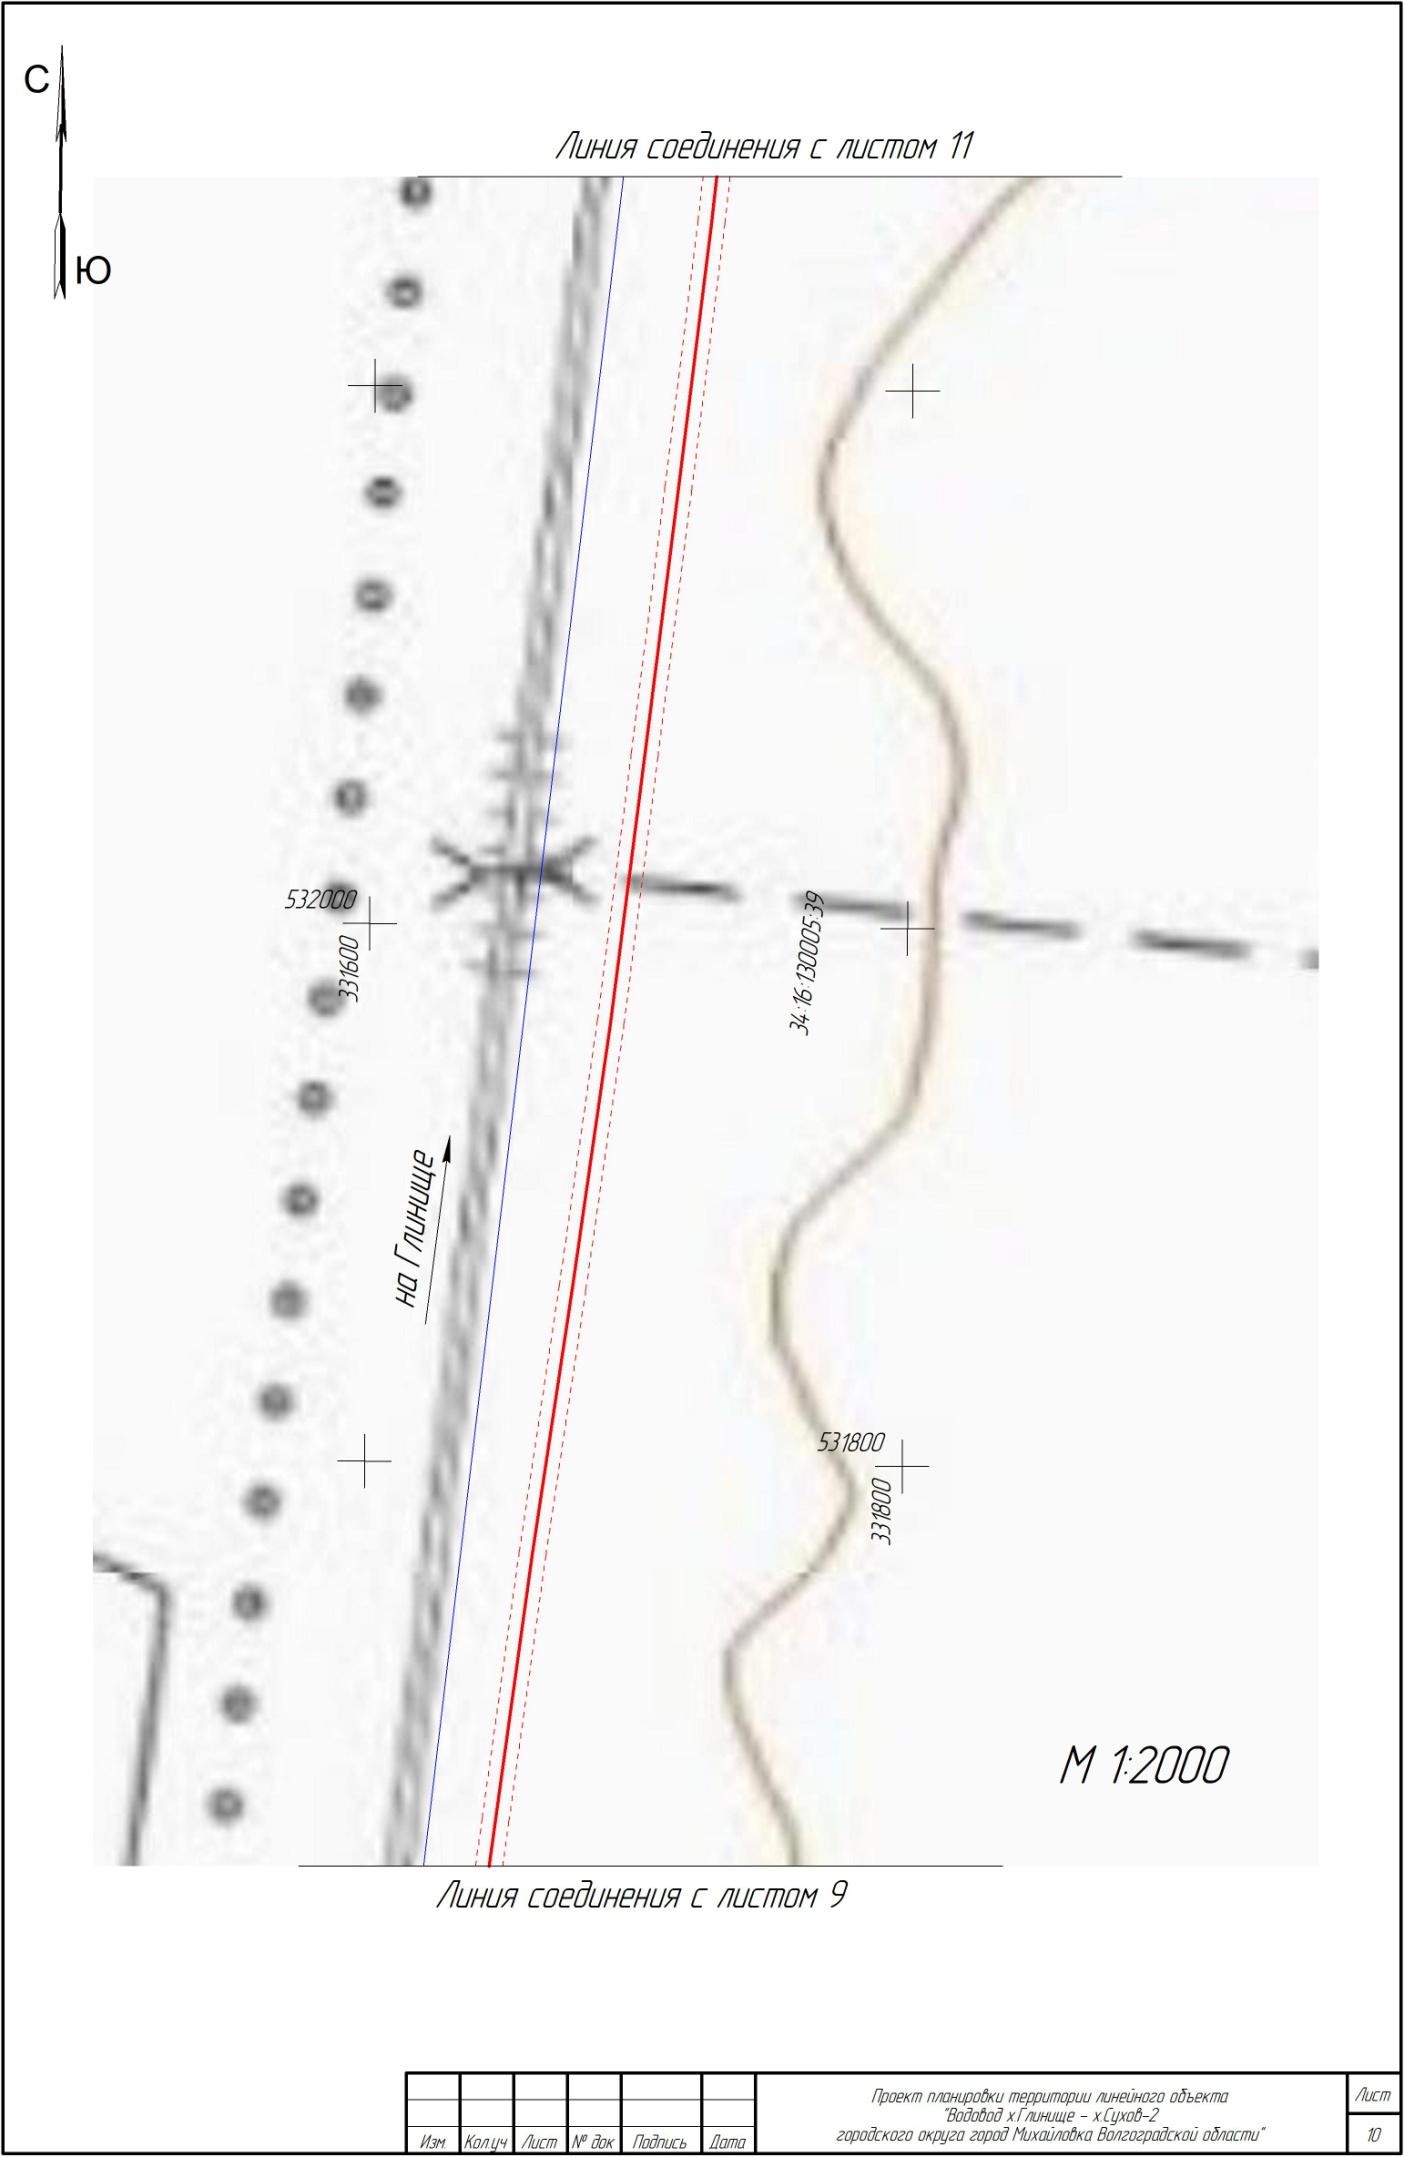 С
Ю
Линия соединения с листом 11
532000
331600
34:16:130005:39
на Глинище
531800
331800
М 1:2000
Линия соединения с листом 9
Изм.
Кол.уч
Лист
№ док
Подпись
Дата
Проект планировки территории линейного объекта
"Водовод х.Глинище - х.Сухов-2
городского округа город Михайловка Волгоградской области"
Лист
10